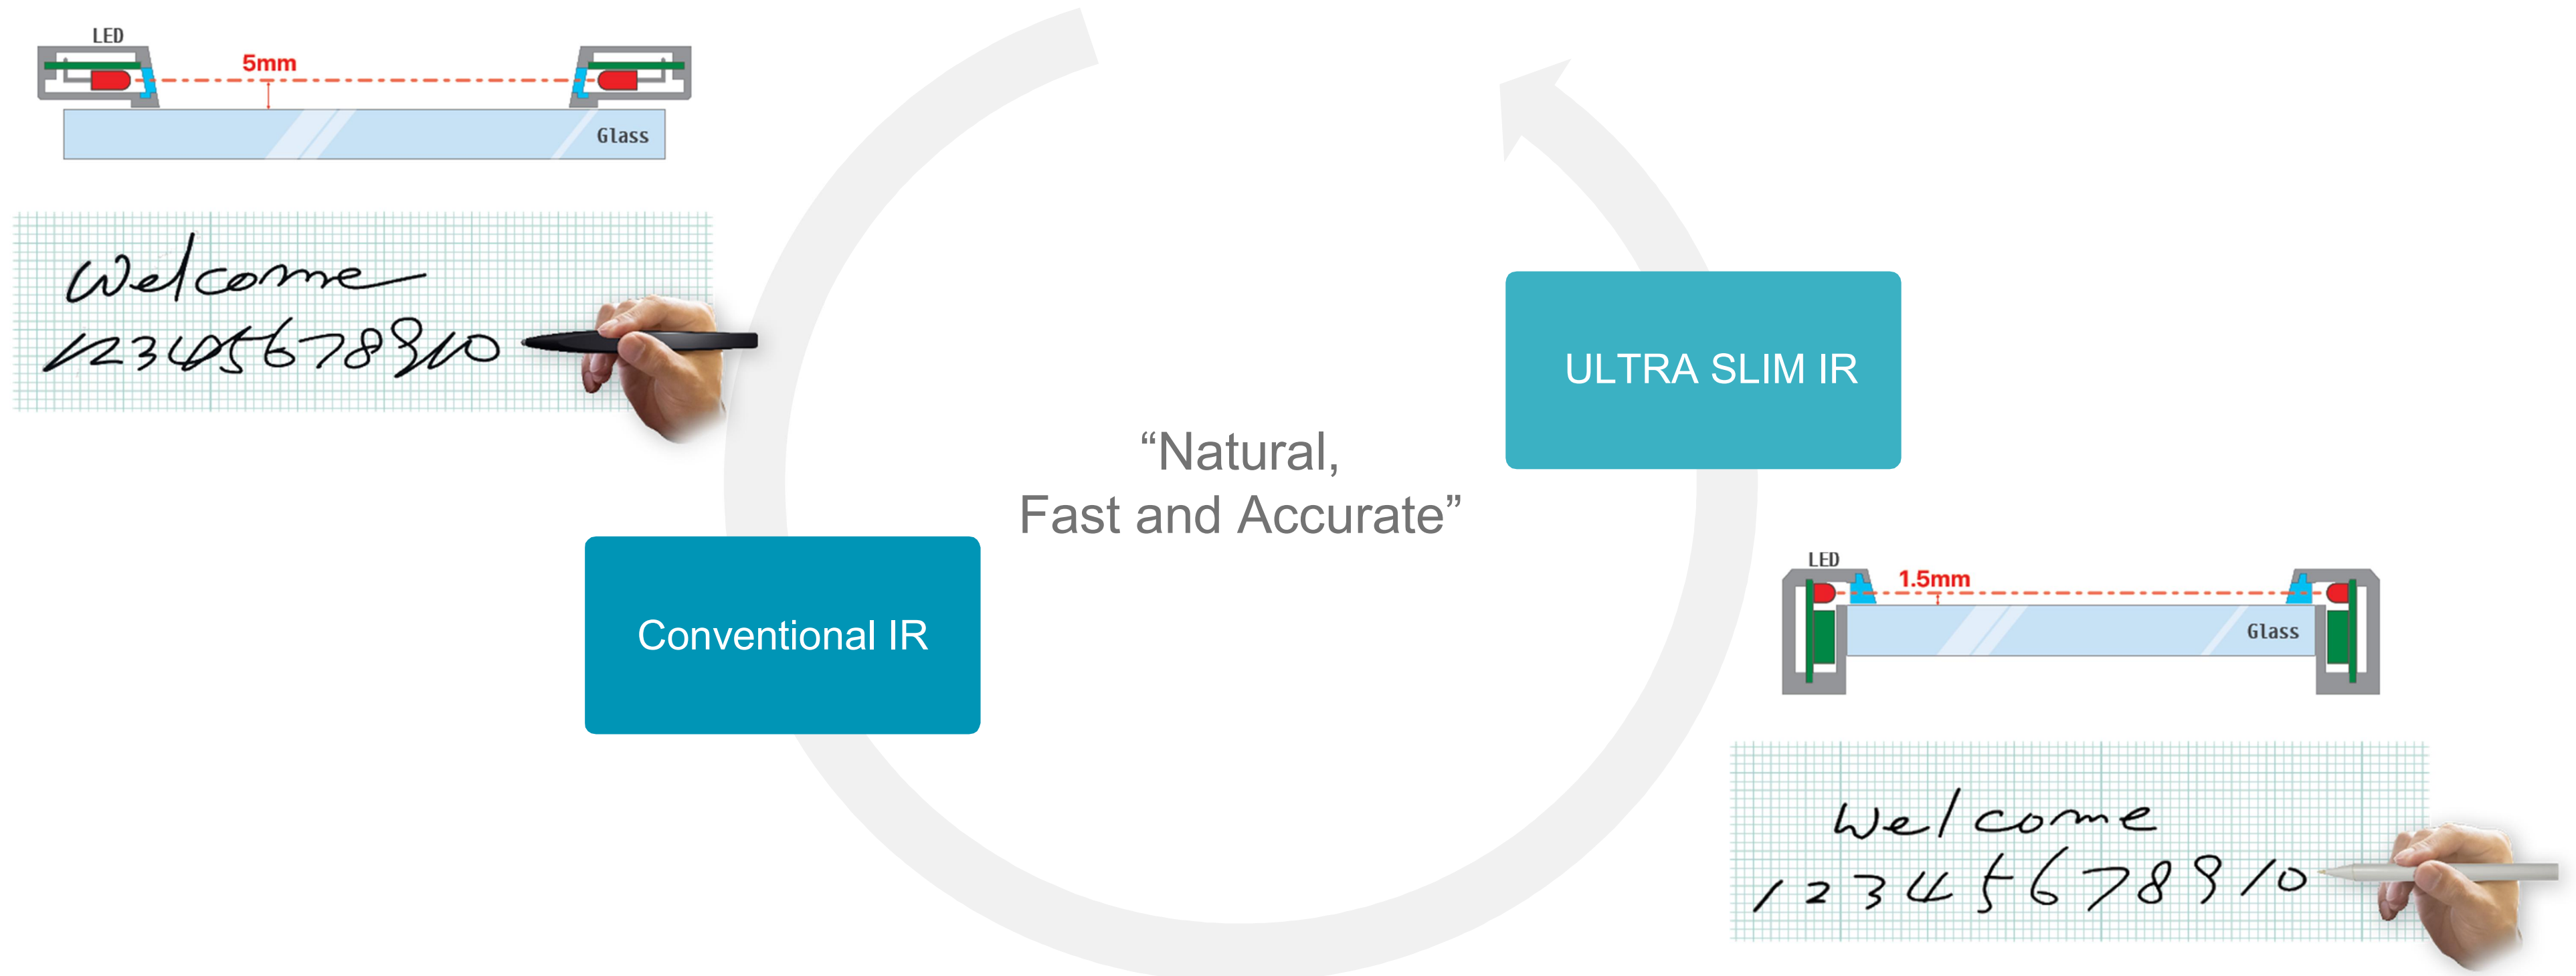 LED
5mm
Glass
Welcome
12345678910
“Natural,
Fast and Accurate”
ULTRA SLIM IR
Conventional IR
LED
1.5mm
Glass
Welcome
12345678910